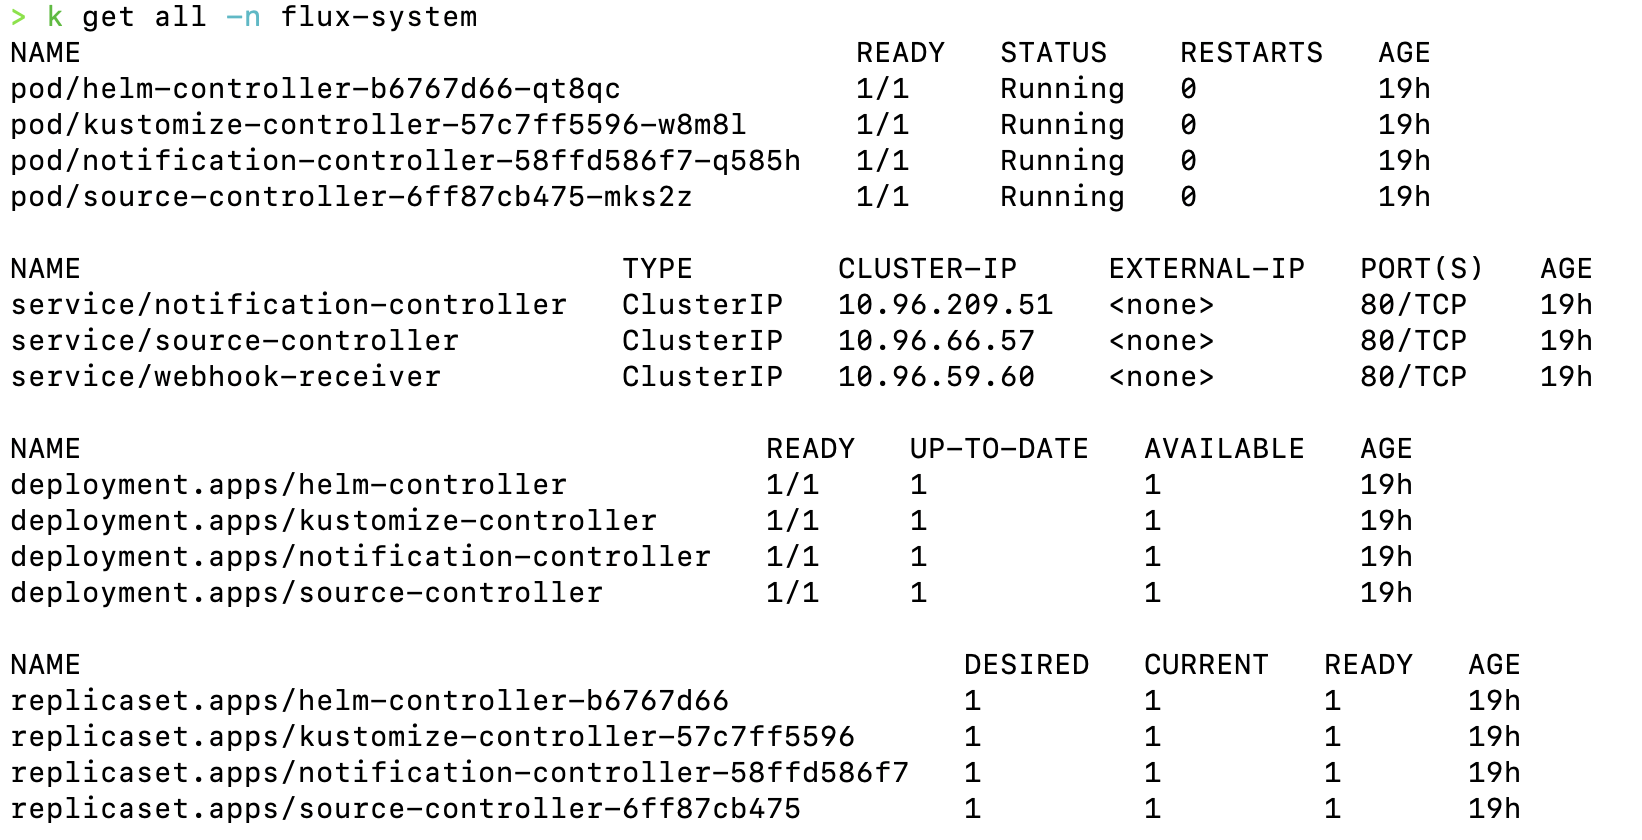 > k get all -n flux-system
NAME READY STATUS RESTARTS AGE
pod/helm-controller-b6767d66-qt8qc 1/1 Running 0 19h
pod/kustomize-controller-57c7ff5596-w8m8l 1/1 Running 0 19h
pod/notification-controller-58ffd586f7-q585h 1/1 Running 0 19h
pod/source-controller-6ff87cb475-mks2z 1/1 Running 0 19h
NAME TYPE CLUSTER-IP EXTERNAL-IP PORT(S) AGE
service/notification-controller ClusterIP 10.96.209.51 <none> 80/TCP 19h
service/source-controller ClusterIP 10.96.66.57 <none> 80/TCP 19h
service/webhook-receiver ClusterIP 10.96.59.60 <none> 80/TCP 19h
NAME READY UP-TO-DATE AVAILABLE AGE
deployment.apps/helm-controller 1/1 1 1 19h
deployment.apps/kustomize-controller 1/1 1 1 19h
deployment.apps/notification-controller 1/1 1 1 19h
deployment.apps/source-controller 1/1 1 1 19h
NAME DESIRED CURRENT READY AGE
replicaset.apps/helm-controller-b6767d66 1 1 1 19h
replicaset.apps/kustomize-controller-57c7ff5596 1 1 1 19h
replicaset.apps/notification-controller-58ffd586f7 1 1 1 19h
replicaset.apps/source-controller-6ff87cb475 1 1 1 19h